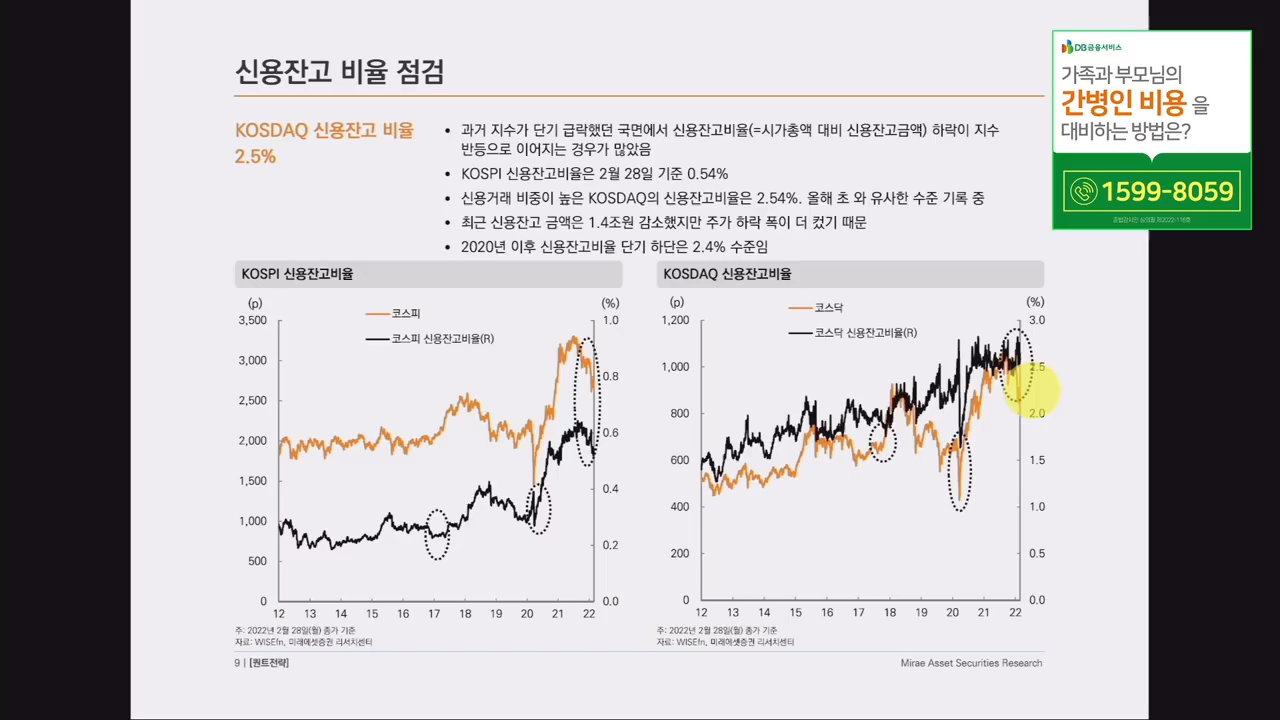 신용잔고 비율 점검
KOSDAQ 신용잔고 비율
2.5%
• 과거 지수가 단기 급락했던 국면에서 신용잔고비율(=시가총액 대비 신용잔고금액) 하락이 지수
반등으로 이어지는 경우가 많았음
• KOSPI 신용잔고비율은 2월 28일 기준 0.54%
• 신용거래 비중이 높은 KOSDAQ의 신용잔고비율은 2.54%. 올해 초 와 유사한 수준 기록 중
• 최근 신용잔고 금액은 1.4조원 감소했지만 주가 하락 폭이 더 컸기 때문
• 2020년 이후 신용잔고비율 단기 하단은 2.4% 수준임
DB금융서비스
가족과 부모님의
간병인 비용 을
대비하는 방법은?
1599-8059
KOSPI 신용잔고비율
(p)
(%)
코스피
코스피 신용잔고비율(R)
3,500
3,000
2,500
2,000
1,500
1,000
500
0
1.0
0.8
0.6
0.4
0.2
0.0
12 13 14 15 16 17 18 19 20 21 22
주: 2022년 2월 28일(월) 종가 기준
자료: WISEfn, 미래에셋증권 리서치센터
KOSDAQ 신용잔고비율
(p)
(%)
코스닥
코스닥 신용잔고비율(R)
1,200
1,000
800
600
400
200
0
3.0
2.5
2.0
1.5
1.0
0.5
0.0
12 13 14 15 16 17 18 19 20 21 22
주: 2022년 2월 28일(월) 종가 기준
자료: WISEfn, 미래에셋증권 리서치센터
9 | [퀀트전략]
Mirae Asset Securities Research